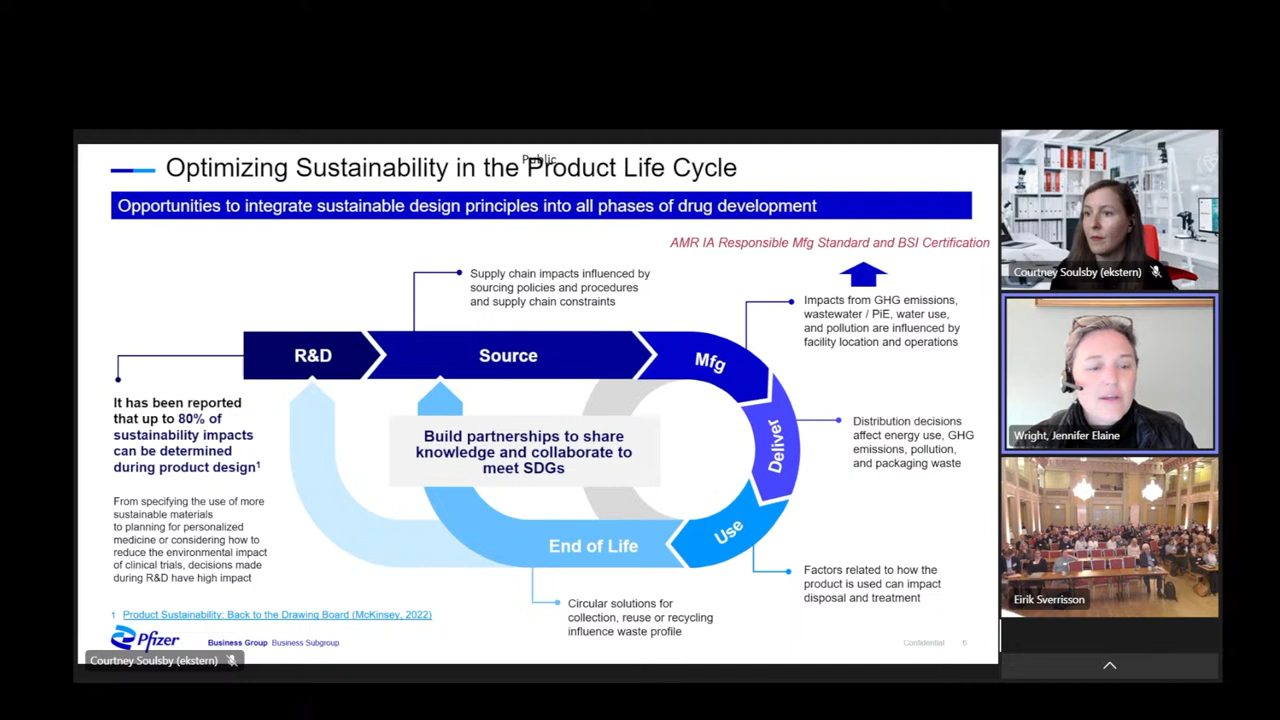 Public
Optimizing Sustainability in the Product Life Cycle
Opportunities to integrate sustainable design principles into all phases of drug development
AMR IA Responsible Mfg Standard and BSI Certification
Supply chain impacts influenced by
sourcing policies and procedures
and supply chain constraints
Impacts from GHG emissions,
wastewater / PiE, water use,
and pollution are influenced by
facility location and operations
R&D
Source
Mfg
Deliver
Use
End of Life
It has been reported
that up to 80% of
sustainability impacts
can be determined
during product design1
From specifying the use of more
sustainable materials
to planning for personalized
medicine or considering how to
reduce the environmental impact
of clinical trials, decisions made
during R&D have high impact
Build partnerships to share
knowledge and collaborate to
meet SDGs
Distribution decisions
affect energy use, GHG
emissions, pollution,
and packaging waste
Factors related to how the
product is used can impact
disposal and treatment
Circular solutions for
collection, reuse or recycling
influence waste profile
1 Product Sustainability: Back to the Drawing Board (McKinsey, 2022)
Pfizer
Business Group Business Subgroup
Confidential 6
Courtney Soulsby (ekstern)
Courtney Soulsby (ekstern)
Wright, Jennifer Elaine
Eirik Sverrisson